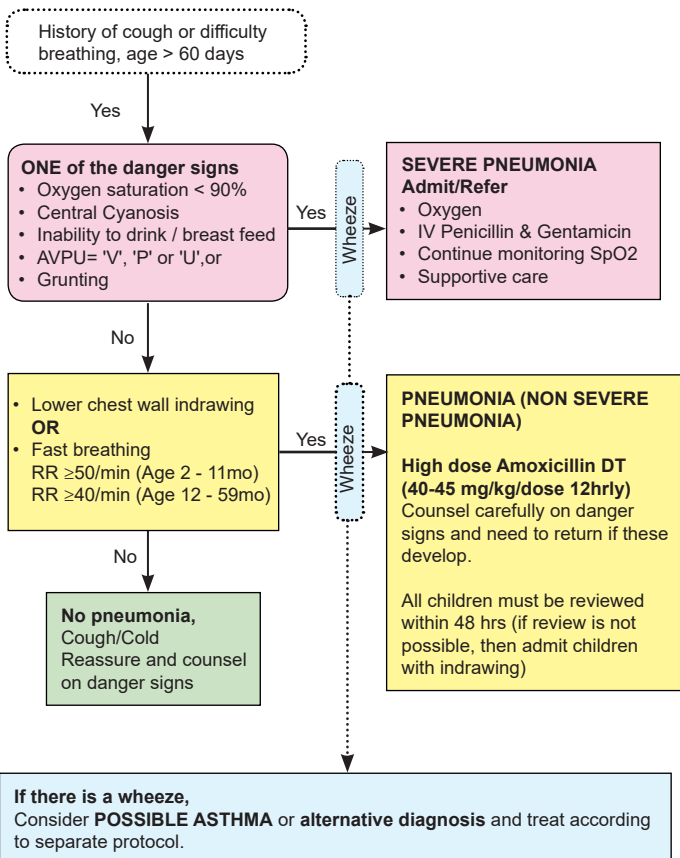 History of cough or difficulty
breathing, age > 60 days
Yes
ONE of the danger signs
• Oxygen saturation < 90%
• Central Cyanosis
• Inability to drink / breast feed
• AVPU= 'V', 'P' or 'U',or
• Grunting
Yes
Wheeze
SEVERE PNEUMONIA
Admit/Refer
• Oxygen
• IV Penicillin & Gentamicin
• Continue monitoring SpO2
• Supportive care
No
• Lower chest wall indrawing
OR
• Fast breathing
RR ≥50/min (Age 2 - 11mo)
RR ≥40/min (Age 12 - 59mo)
Yes
Wheeze
PNEUMONIA (NON SEVERE
PNEUMONIA)
High dose Amoxicillin DT
(40-45 mg/kg/dose 12hrly)
Counsel carefully on danger
signs and need to return if these
develop.
All children must be reviewed
within 48 hrs (if review is not
possible, then admit children
with indrawing)
No
No pneumonia,
Cough/Cold
Reassure and counsel
on danger signs
If there is a wheeze,
Consider POSSIBLE ASTHMA or alternative diagnosis and treat according
to separate protocol.